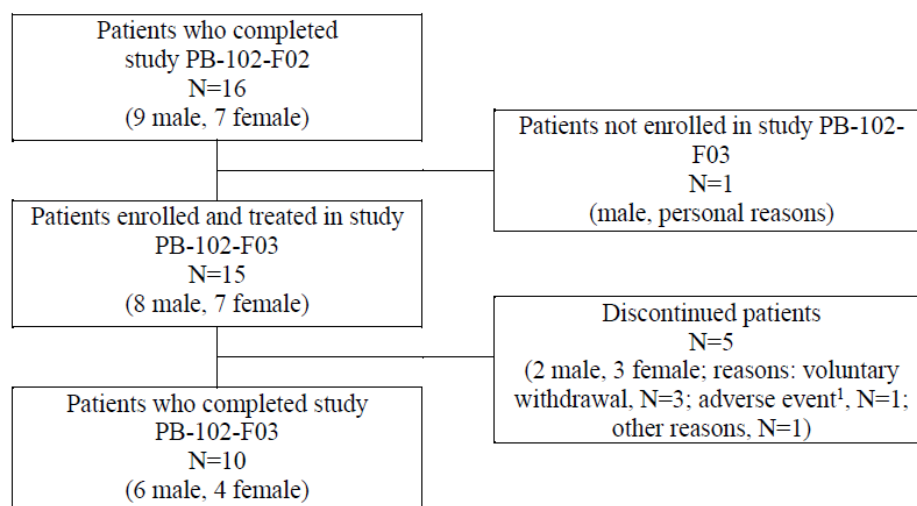 Patients who completed
study PB-102-F02
N=16
(9 male, 7 female)
Patients not enrolled in study PB-102-
F03
N=1
(male, personal reasons)
Patients enrolled and treated in study
PB-102-F03
N=15
(8 male, 7 female)
Discontinued patients
N=5
(2 male, 3 female; reasons: voluntary
withdrawal, N=3; adverse event¹, N=1;
other reasons, N=1)
Patients who completed study
PB-102-F03
N=10
(6 male, 4 female)